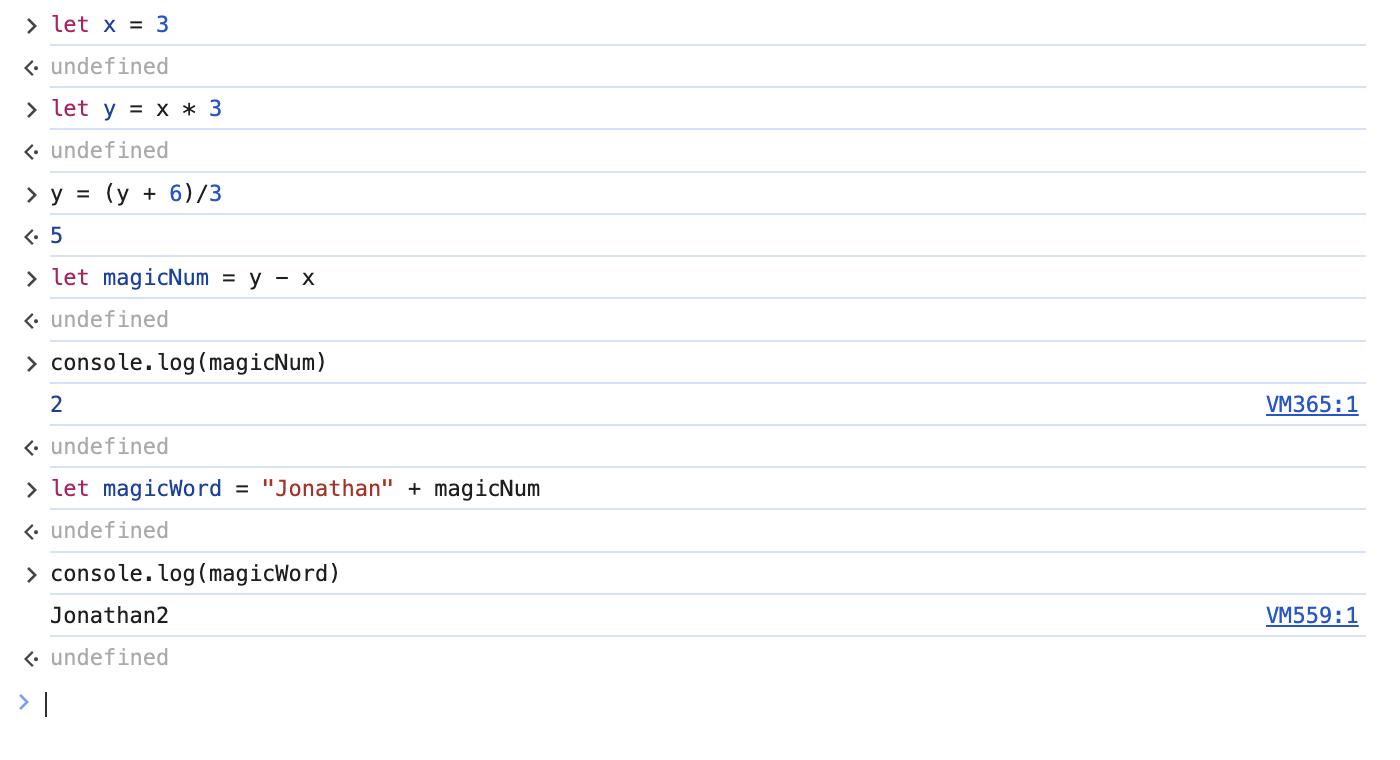 > let x = 3
<· undefined
> let y = x * 3
<· undefined
> y = (y + 6)/3
<· 5
> let magicNum = y - x
<· undefined
> console.log(magicNum)
2 VM365:1
<· undefined
> let magicWord = "Jonathan" + magicNum
<· undefined
> console.log(magicWord)
Jonathan2 VM559:1
<· undefined
>